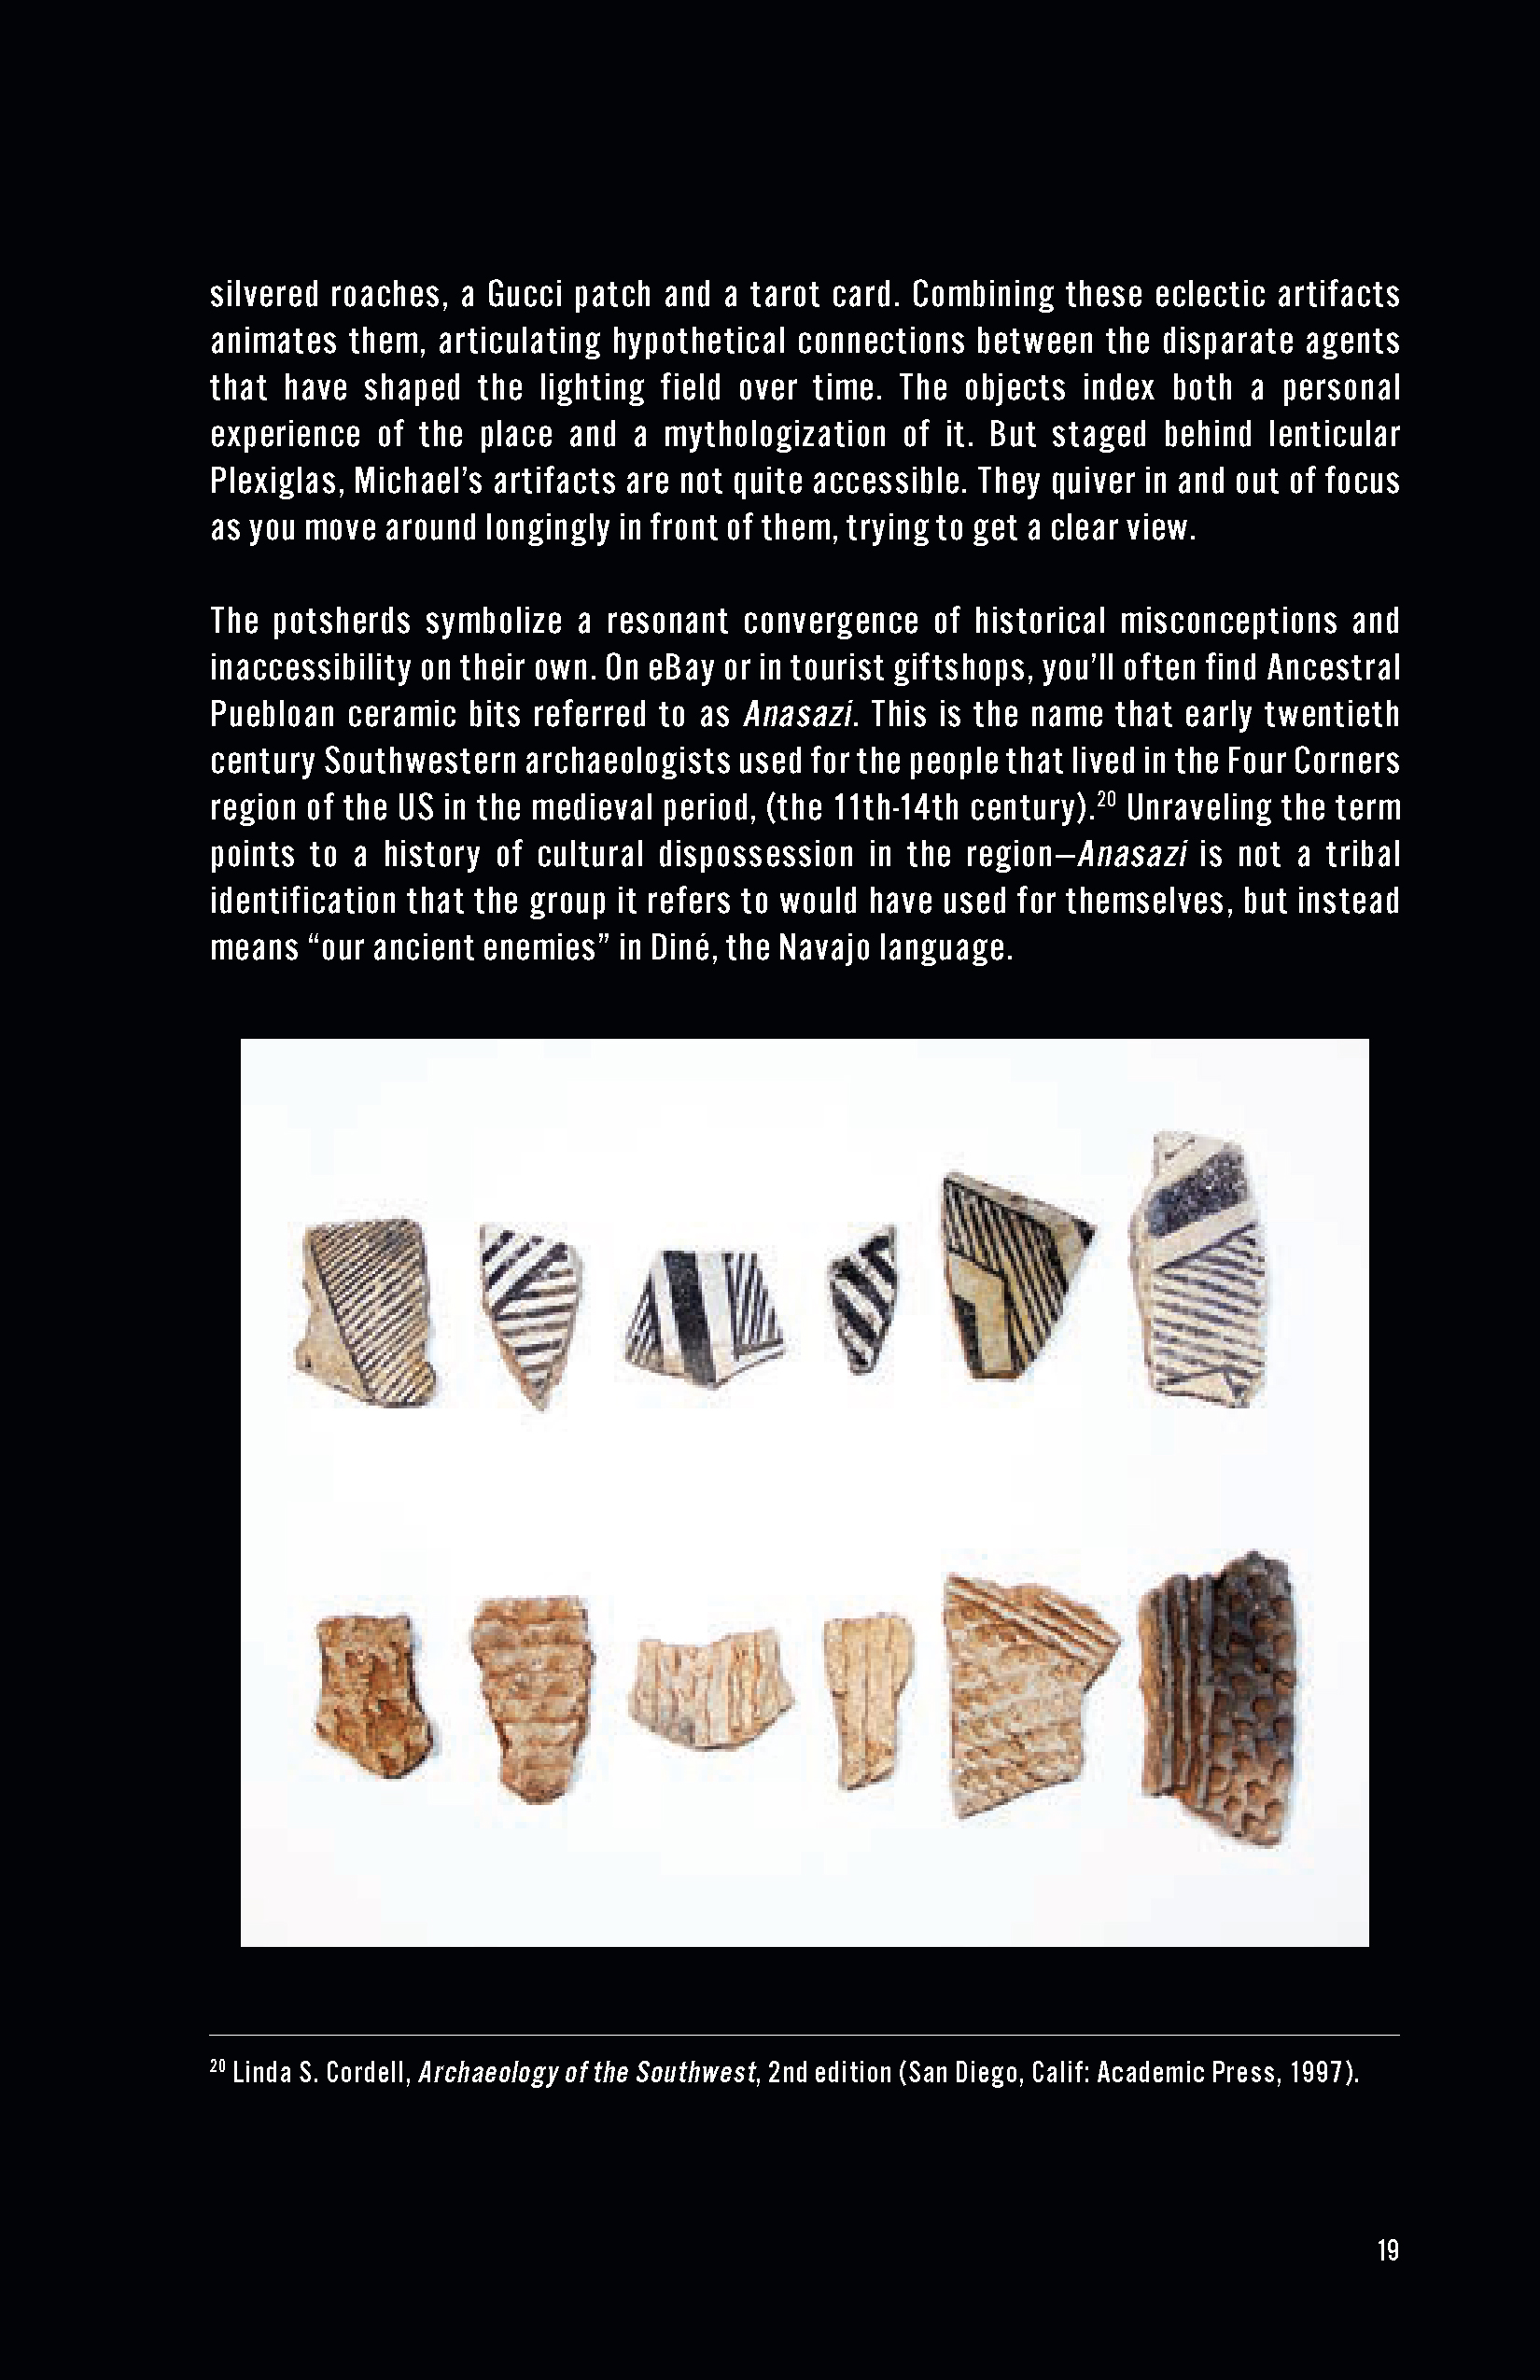 silvered roaches, a Gucci patch and a tarot card. Combining these eclectic artifacts
animates them, articulating hypothetical connections between the disparate agents
that have shaped the lighting field over time. The objects index both a personal
experience of the place and a mythologization of it. But staged behind lenticular
Plexiglas, Michael’s artifacts are not quite accessible. They quiver in and out of focus
as you move around longingly in front of them, trying to get a clear view.
The potsherds symbolize a resonant convergence of historical misconceptions and
inaccessibility on their own. On eBay or in tourist giftshops, you’ll often find Ancestral
Puebloan ceramic bits referred to as Anasazi. This is the name that early twentieth
century Southwestern archaeologists used for the people that lived in the Four Corners
region of the US in the medieval period, (the 11th-14th century).20 Unraveling the term
points to a history of cultural dispossession in the region—Anasazi is not a tribal
identification that the group it refers to would have used for themselves, but instead
means “our ancient enemies” in Diné, the Navajo language.
20 Linda S. Cordell, Archaeology of the Southwest, 2nd edition (San Diego, Calif: Academic Press, 1997).
19